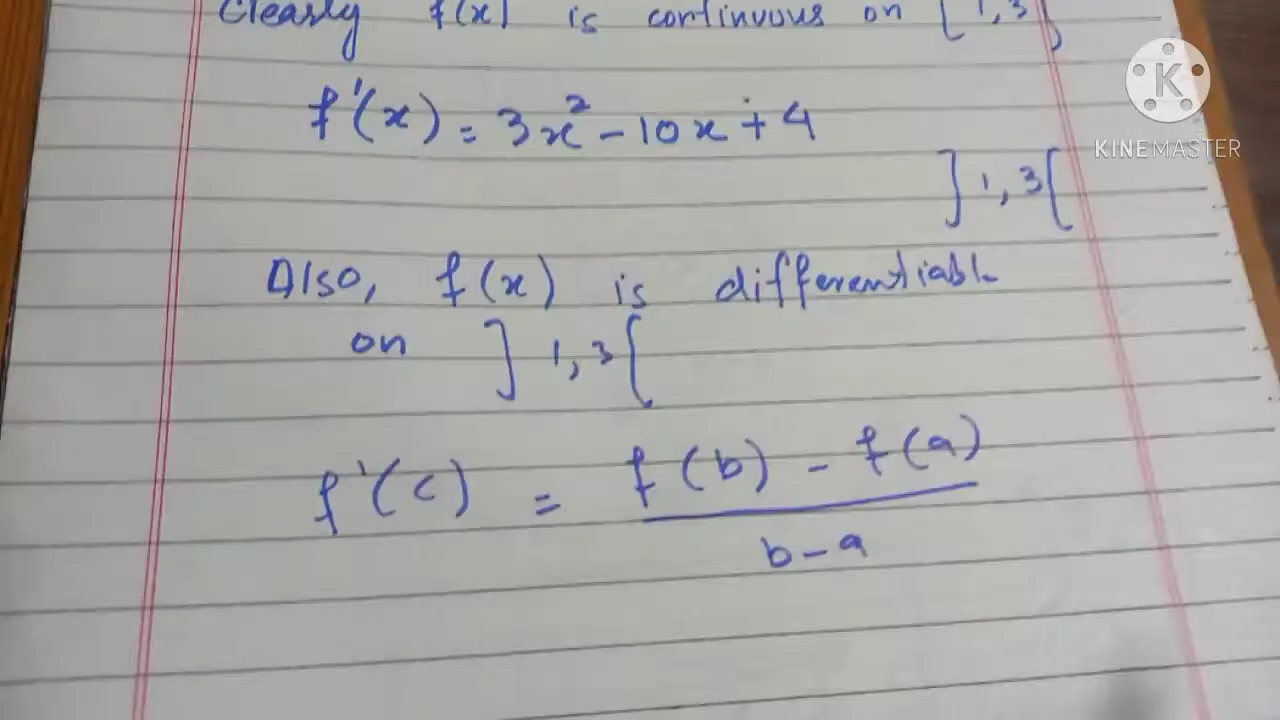 Clearly f(x) is continuous on [1,3]
f'(x) = 3x² - 10x + 4
]1,3[
Also, f(x) is differentiable
on ]1,3[
f'(c) = f(b) - f(a)
b - a
K
KINEMASTER